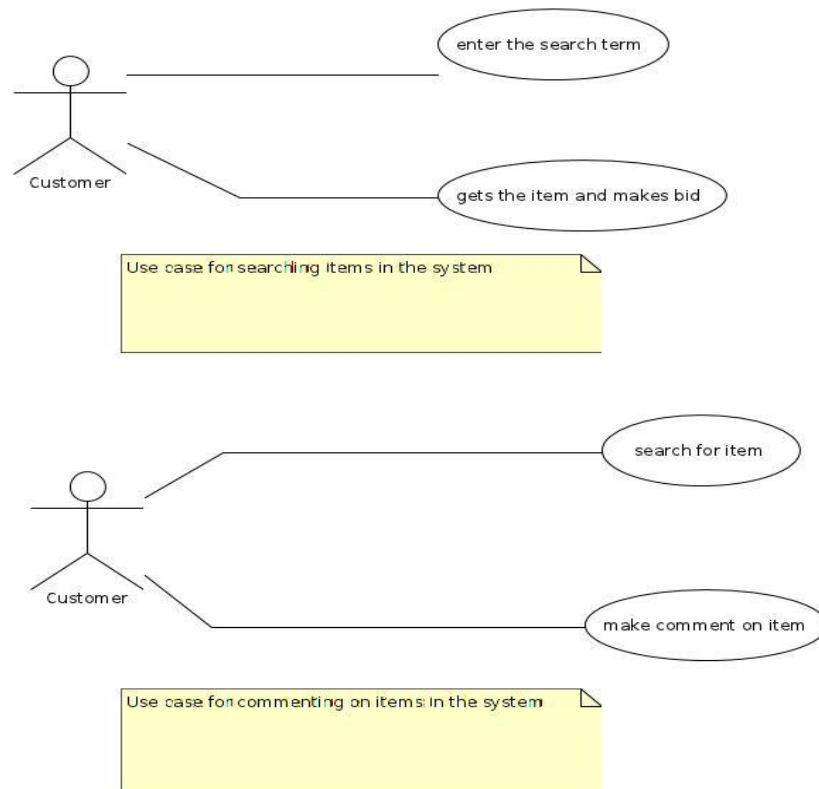 enter the search term
Customer
gets the item and makes bid
Use case for searching items in the system
search for item
Customer
make comment on item
Use case for commenting on items in the system